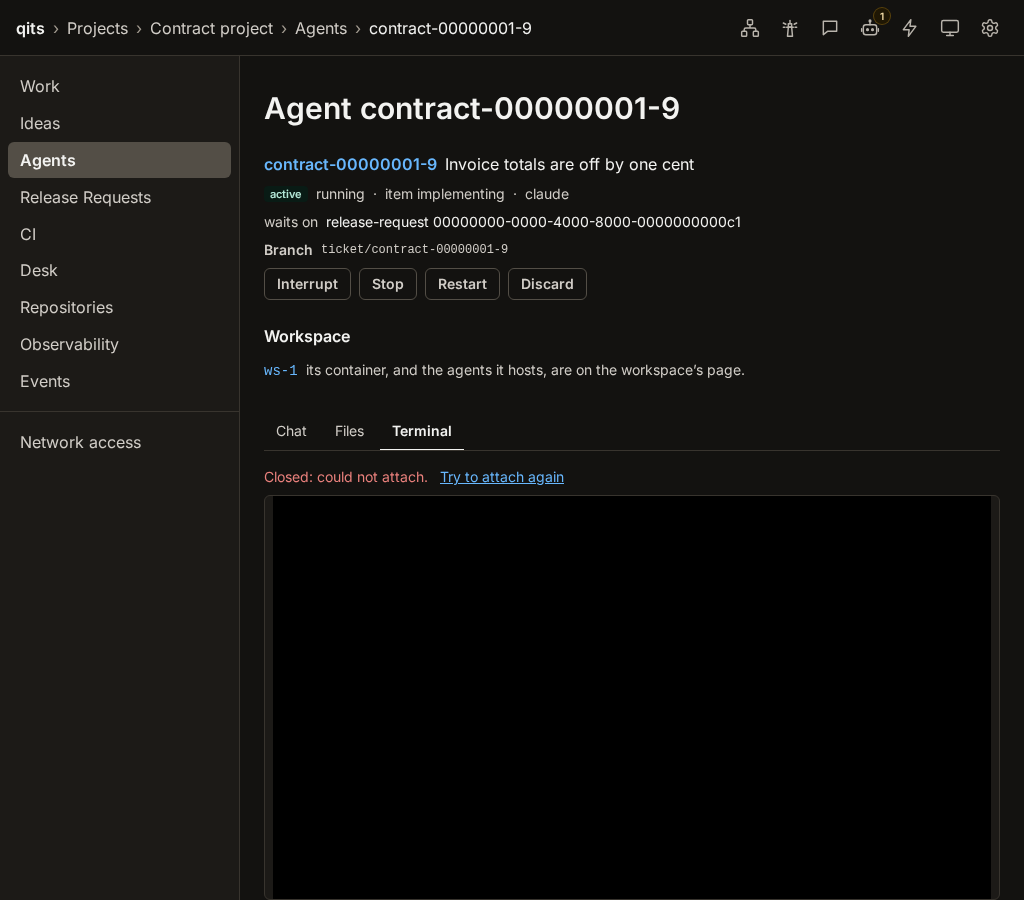 qits › Projects › Contract project › Agents › contract-00000001-9
1
Work
Ideas
Agents
Release Requests
CI
Desk
Repositories
Observability
Events
Network access
Agent contract-00000001-9
contract-00000001-9 Invoice totals are off by one cent
active running · item implementing · claude
waits on release-request 00000000-0000-4000-8000-0000000000c1
Branch ticket/contract-00000001-9
Interrupt Stop Restart Discard
Workspace
ws-1 its container, and the agents it hosts, are on the workspace’s page.
Chat Files Terminal
Closed: could not attach. Try to attach again